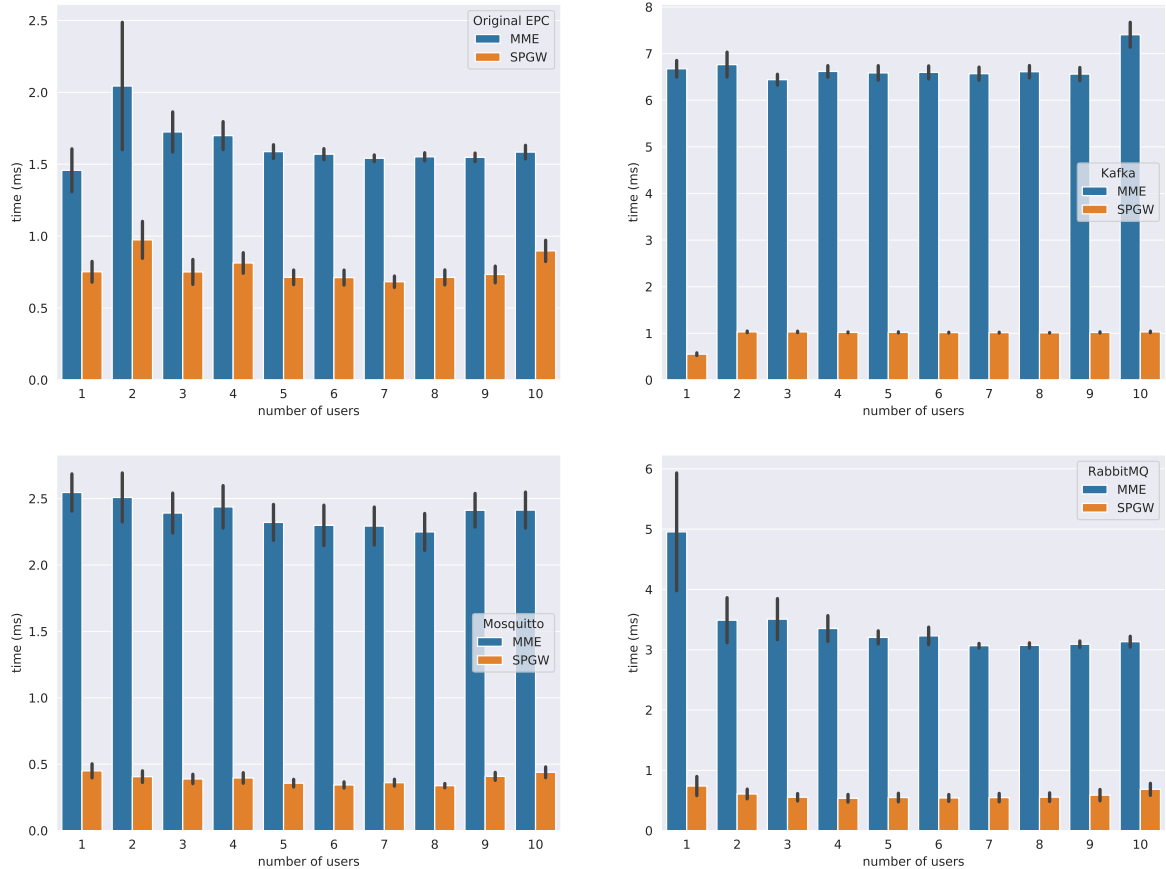 Original EPC
MME
SPGW
2.5
2.0
1.5
1.0
0.5
0.0
time (ms)
1 2 3 4 5 6 7 8 9 10
number of users
Kafka
MME
SPGW
8
7
6
5
4
3
2
1
0
time (ms)
1 2 3 4 5 6 7 8 9 10
number of users
Mosquitto
MME
SPGW
2.5
2.0
1.5
1.0
0.5
0.0
time (ms)
1 2 3 4 5 6 7 8 9 10
number of users
RabbitMQ
MME
SPGW
6
5
4
3
2
1
0
time (ms)
1 2 3 4 5 6 7 8 9 10
number of users